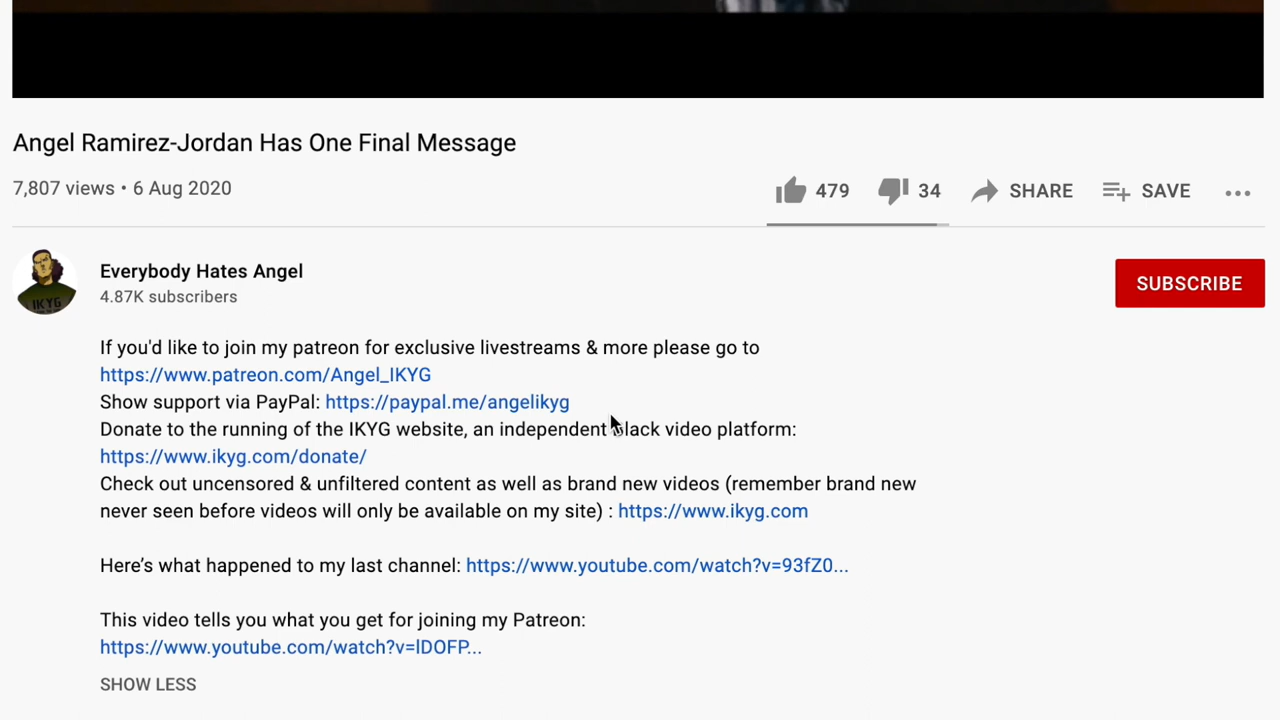 Angel Ramirez-Jordan Has One Final Message
7,807 views • 6 Aug 2020
479 34 SHARE SAVE
Everybody Hates Angel
4.87K subscribers
SUBSCRIBE
IKYG
If you'd like to join my patreon for exclusive livestreams & more please go to
https://www.patreon.com/Angel_IKYG
Show support via PayPal: https://paypal.me/angelikyg
Donate to the running of the IKYG website, an independent black video platform:
https://www.ikyg.com/donate/
Check out uncensored & unfiltered content as well as brand new videos (remember brand new
never seen before videos will only be available on my site) : https://www.ikyg.com
Here’s what happened to my last channel: https://www.youtube.com/watch?v=93fZ0...
This video tells you what you get for joining my Patreon:
https://www.youtube.com/watch?v=lDOFP...
SHOW LESS